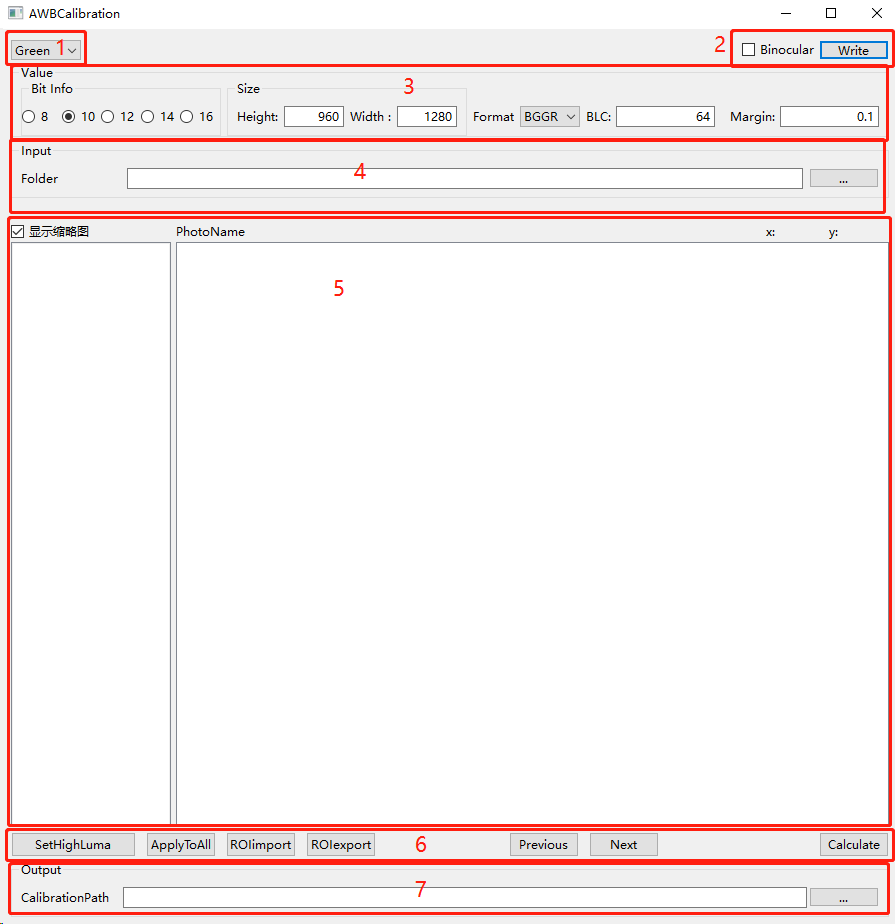 AWBCalibration
Green 1
2 Binocular Write
Value
Bit Info Size 3
8 10 12 14 16 Height: 960 Width : 1280 Format BGGR BLC: 64 Margin: 0.1
Input
Folder 4 ...
显示缩略图 PhotoName x: y:
5
SetHighLuma ApplyToAll ROIimport ROIexport 6 Previous Next Calculate
Output
CalibrationPath 7 ...